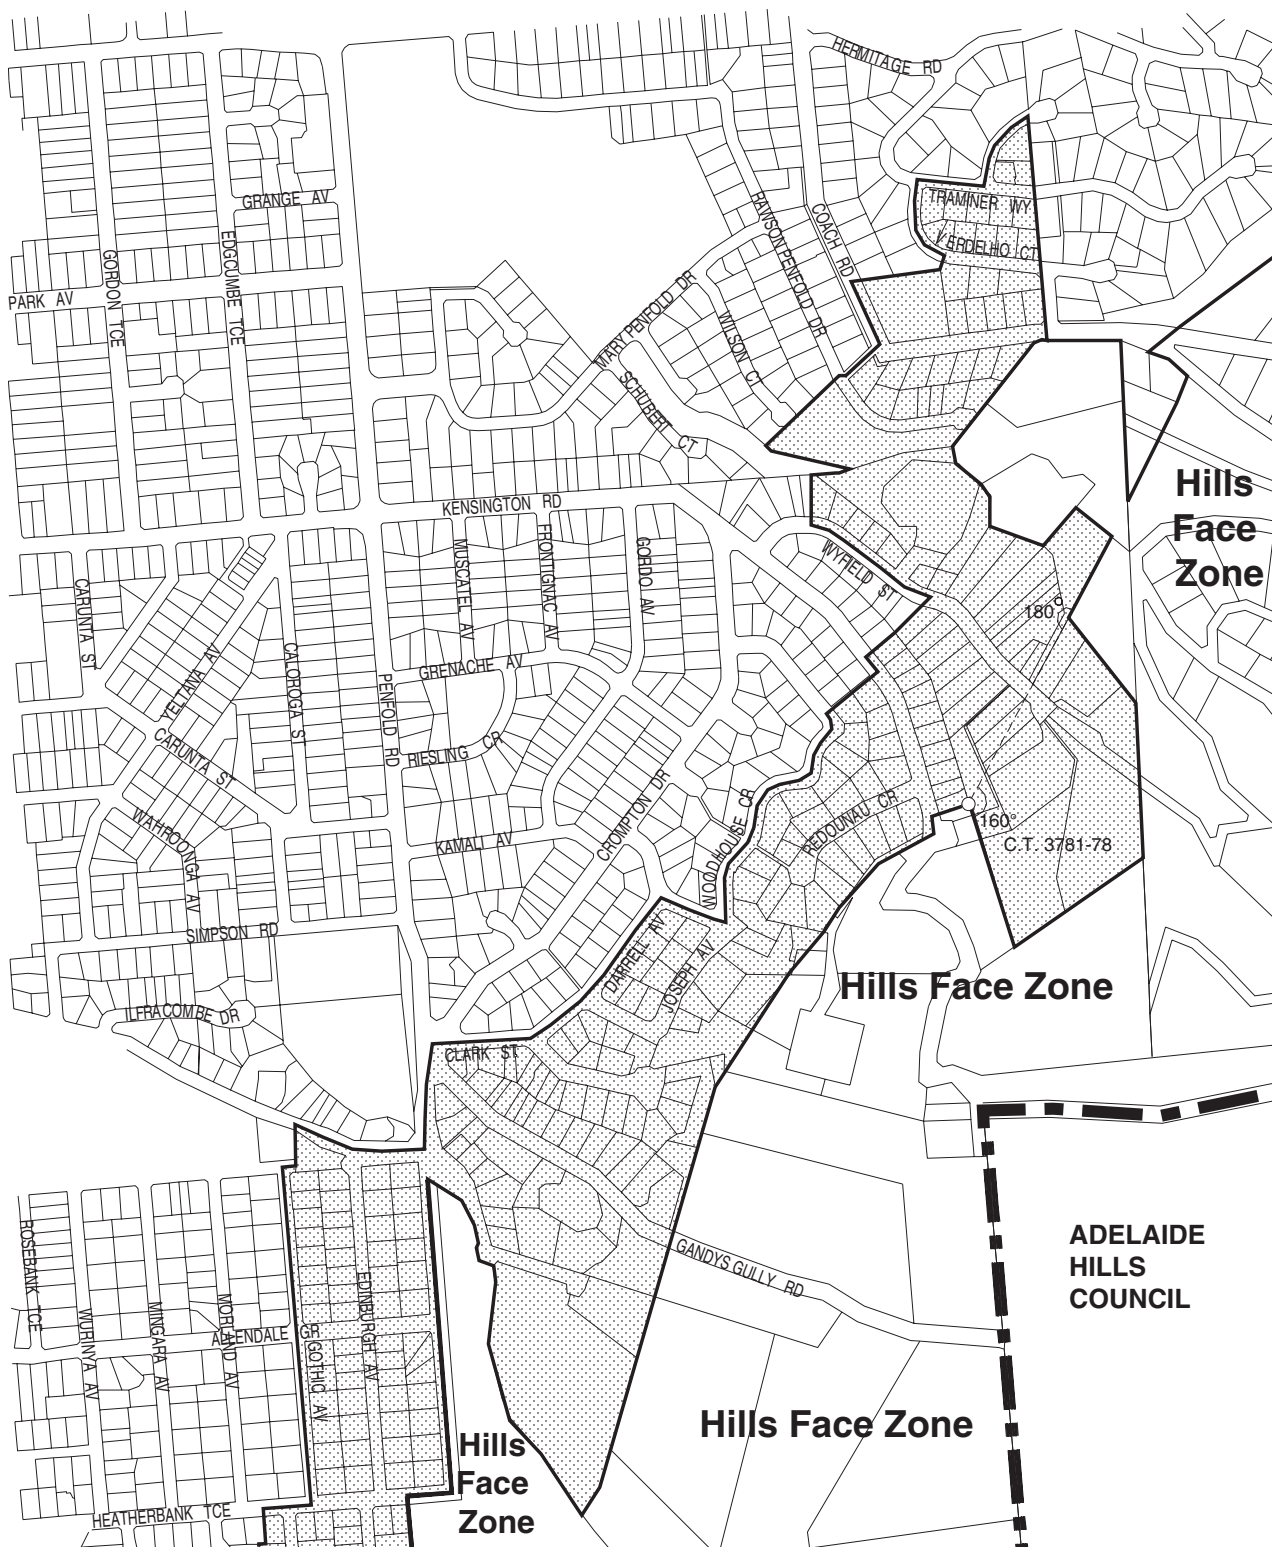 HERMITAGE RD
GRANGE AV
RAWSON PENFOLD DR
COACH RD
TRAMINER WY
VERDELHO CT
GORDON TCE
EDGCUMBE TCE
PARK AV
MARY PENFOLD DR
WILSON CT
SCHUBERT CT
KENSINGTON RD
Hills
Face
Zone
MUSCATEL AV
FRONTIGNAC AV
GORDO AV
WYFIELD ST
CARUNTA ST
180°
YELTANA AV
CALOROGA ST
PENFOLD RD
GRENACHE AV
CARUNTA ST
RIESLING CR
CROMPTON DR
WOODHOUSE CR
REDOUNAU CR
WAHROONGA AV
KAMALI AV
160°
C.T. 3781-78
SIMPSON RD
DARRELL AV
JOSEPH AV
Hills Face Zone
ILFRACOMBE DR
CLARK ST
ROSEBANK TCE
WURINYA AV
MINGARA AV
MORLAND AV
ALLENDALE GR
GOTHIC AV
EDINBURGH AV
GANDYS GULLY RD
ADELAIDE
HILLS
COUNCIL
Hills Face Zone
Hills
Face
Zone
HEATHERBANK TCE